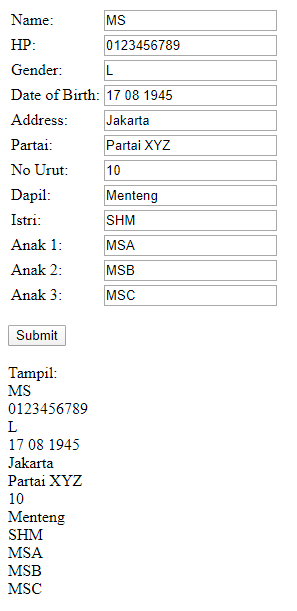 Name: MS
HP: 0123456789
Gender: L
Date of Birth: 17 08 1945
Address: Jakarta
Partai: Partai XYZ
No Urut: 10
Dapil: Menteng
Istri: SHM
Anak 1: MSA
Anak 2: MSB
Anak 3: MSC
Submit
Tampil:
MS
0123456789
L
17 08 1945
Jakarta
Partai XYZ
10
Menteng
SHM
MSA
MSB
MSC